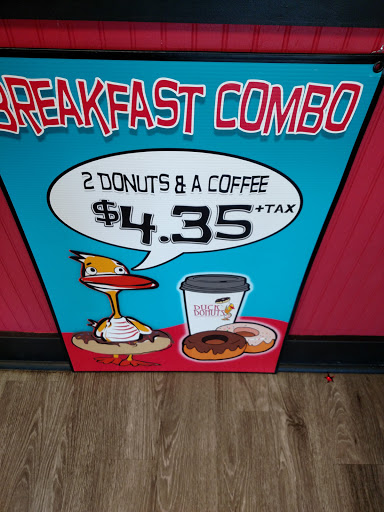 BREAKFAST COMBO
2 DONUTS & A COFFEE
$4.35 +TAX
DUCK
DONUTS